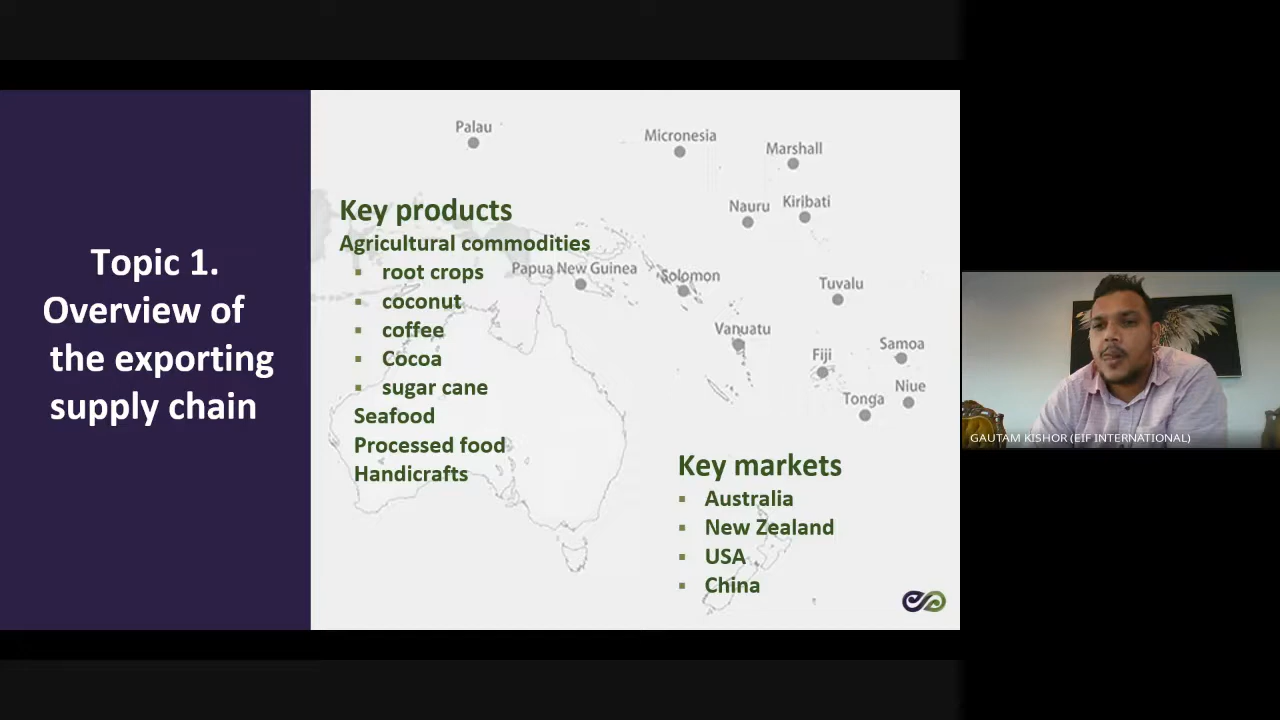 Topic 1.
Overview of
the exporting
supply chain
Palau
Micronesia
Marshall
Nauru
Kiribati
Key products
Agricultural commodities
▪ root crops
▪ coconut
▪ coffee
▪ Cocoa
▪ sugar cane
Seafood
Processed food
Handicrafts
Papua New Guinea
Solomon
Tuvalu
Vanuatu
Fiji
Samoa
Niue
Tonga
Key markets
▪ Australia
▪ New Zealand
▪ USA
▪ China
GAUTAM KISHOR (EIF INTERNATIONAL)